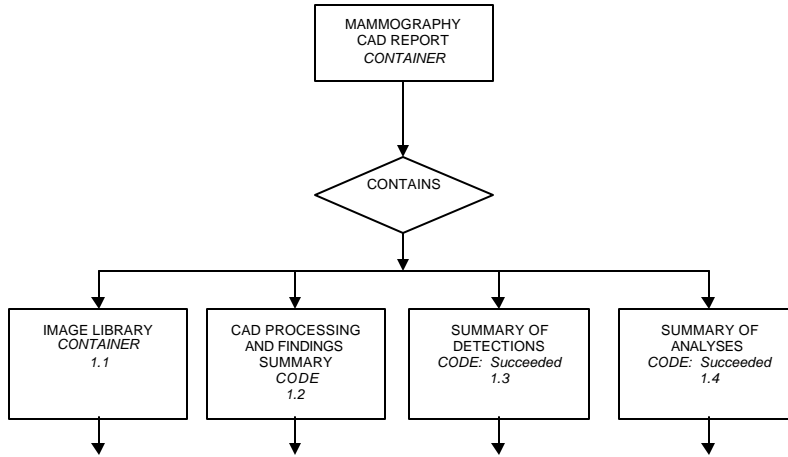 MAMMOGRAPHY
CAD REPORT
CONTAINER
CONTAINS
IMAGE LIBRARY
CONTAINER
1.1
CAD PROCESSING
AND FINDINGS
SUMMARY
CODE
1.2
SUMMARY OF
DETECTIONS
CODE: Succeeded
1.3
SUMMARY OF
ANALYSES
CODE: Succeeded
1.4